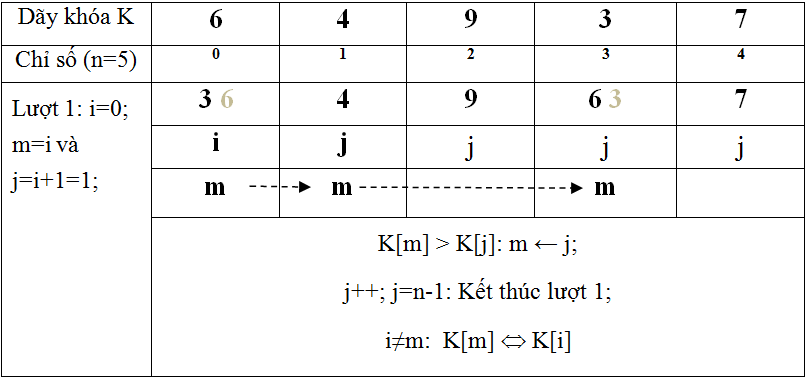 Dãy khóa K 6 4 9 3 7
Chỉ số (n=5) 0 1 2 3 4
Lượt 1: i=0; 3 6 4 9 6 3 7
m=i và i j j j j
j=i+1=1; m m m
K[m] > K[j]: m ← j;
j++; j=n-1: Kết thúc lượt 1;
i≠m: K[m] ⇔ K[i]